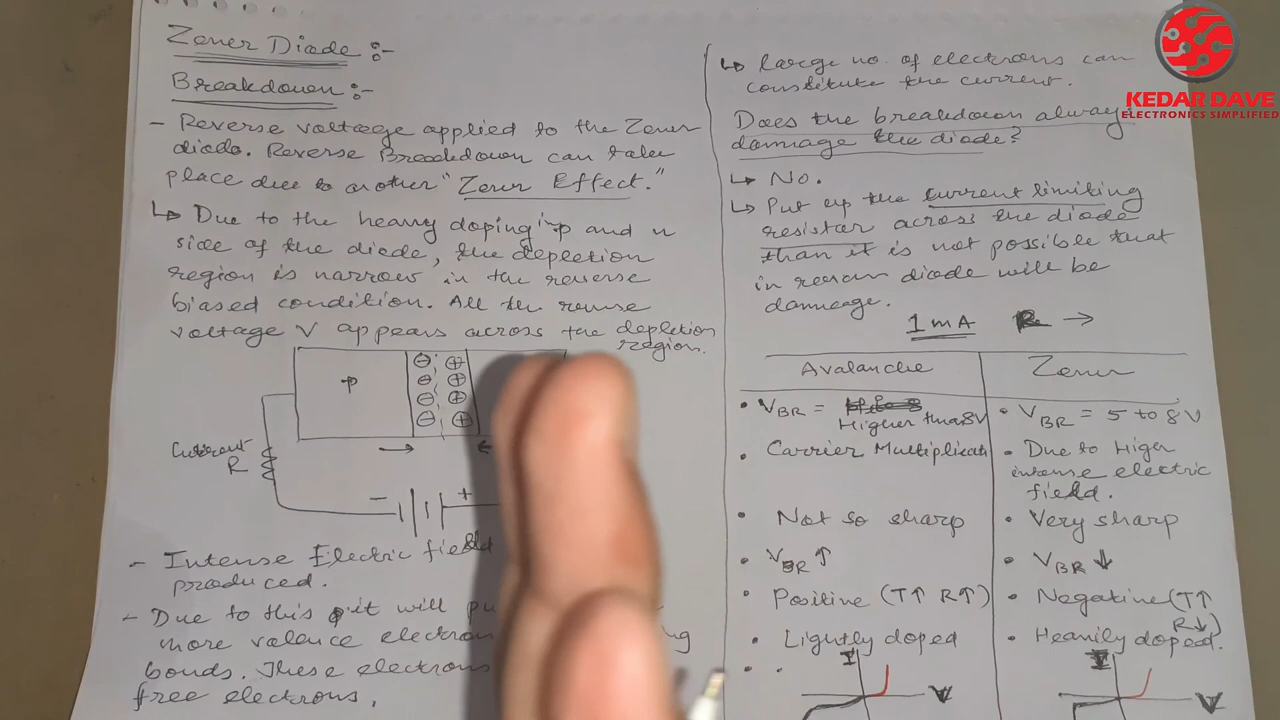 Zener Diode :-
Breakdown :-
- Reverse voltage applied to the Zener
diode. Reverse Breakdown can take
place due to another "Zener Effect."
↳ Due to the heavy doping in p and n
side of the diode, the depletion
region is narrow in the reverse
biased condition. All the reverse
voltage V appears across the depletion
region.
p
⊖ ⊕
⊖ ⊕
⊖ ⊕
⊖ ⊕
Current
R
- +
- Intense Electric field
produced.
- Due to this it will pu
more valence electron ng
bonds. These electrons
free electrons.
↳ Large no. of electrons can
constitute the current.
Does the breakdown always
damage the diode?
↳ No.
↳ Put up the current limiting
resistor across the diode
than it is not possible that
in reason diode will be
dameage.
1 mA R →
Avalanche Zener
• VBR = Higher than 8V
• Carrier Multiplicati
• Not so sharp
• VBR ↑
• Positive (T↑ R↑)
• Lightly doped
• .
I
V
• VBR = 5 to 8 V
• Due to Higer
intense electric
field.
• Very sharp
• VBR ↓
• Negative (T↑
R↓)
• Heavily doped.
I
V
KEDAR DAVE
ELECTRONICS SIMPLIFIED